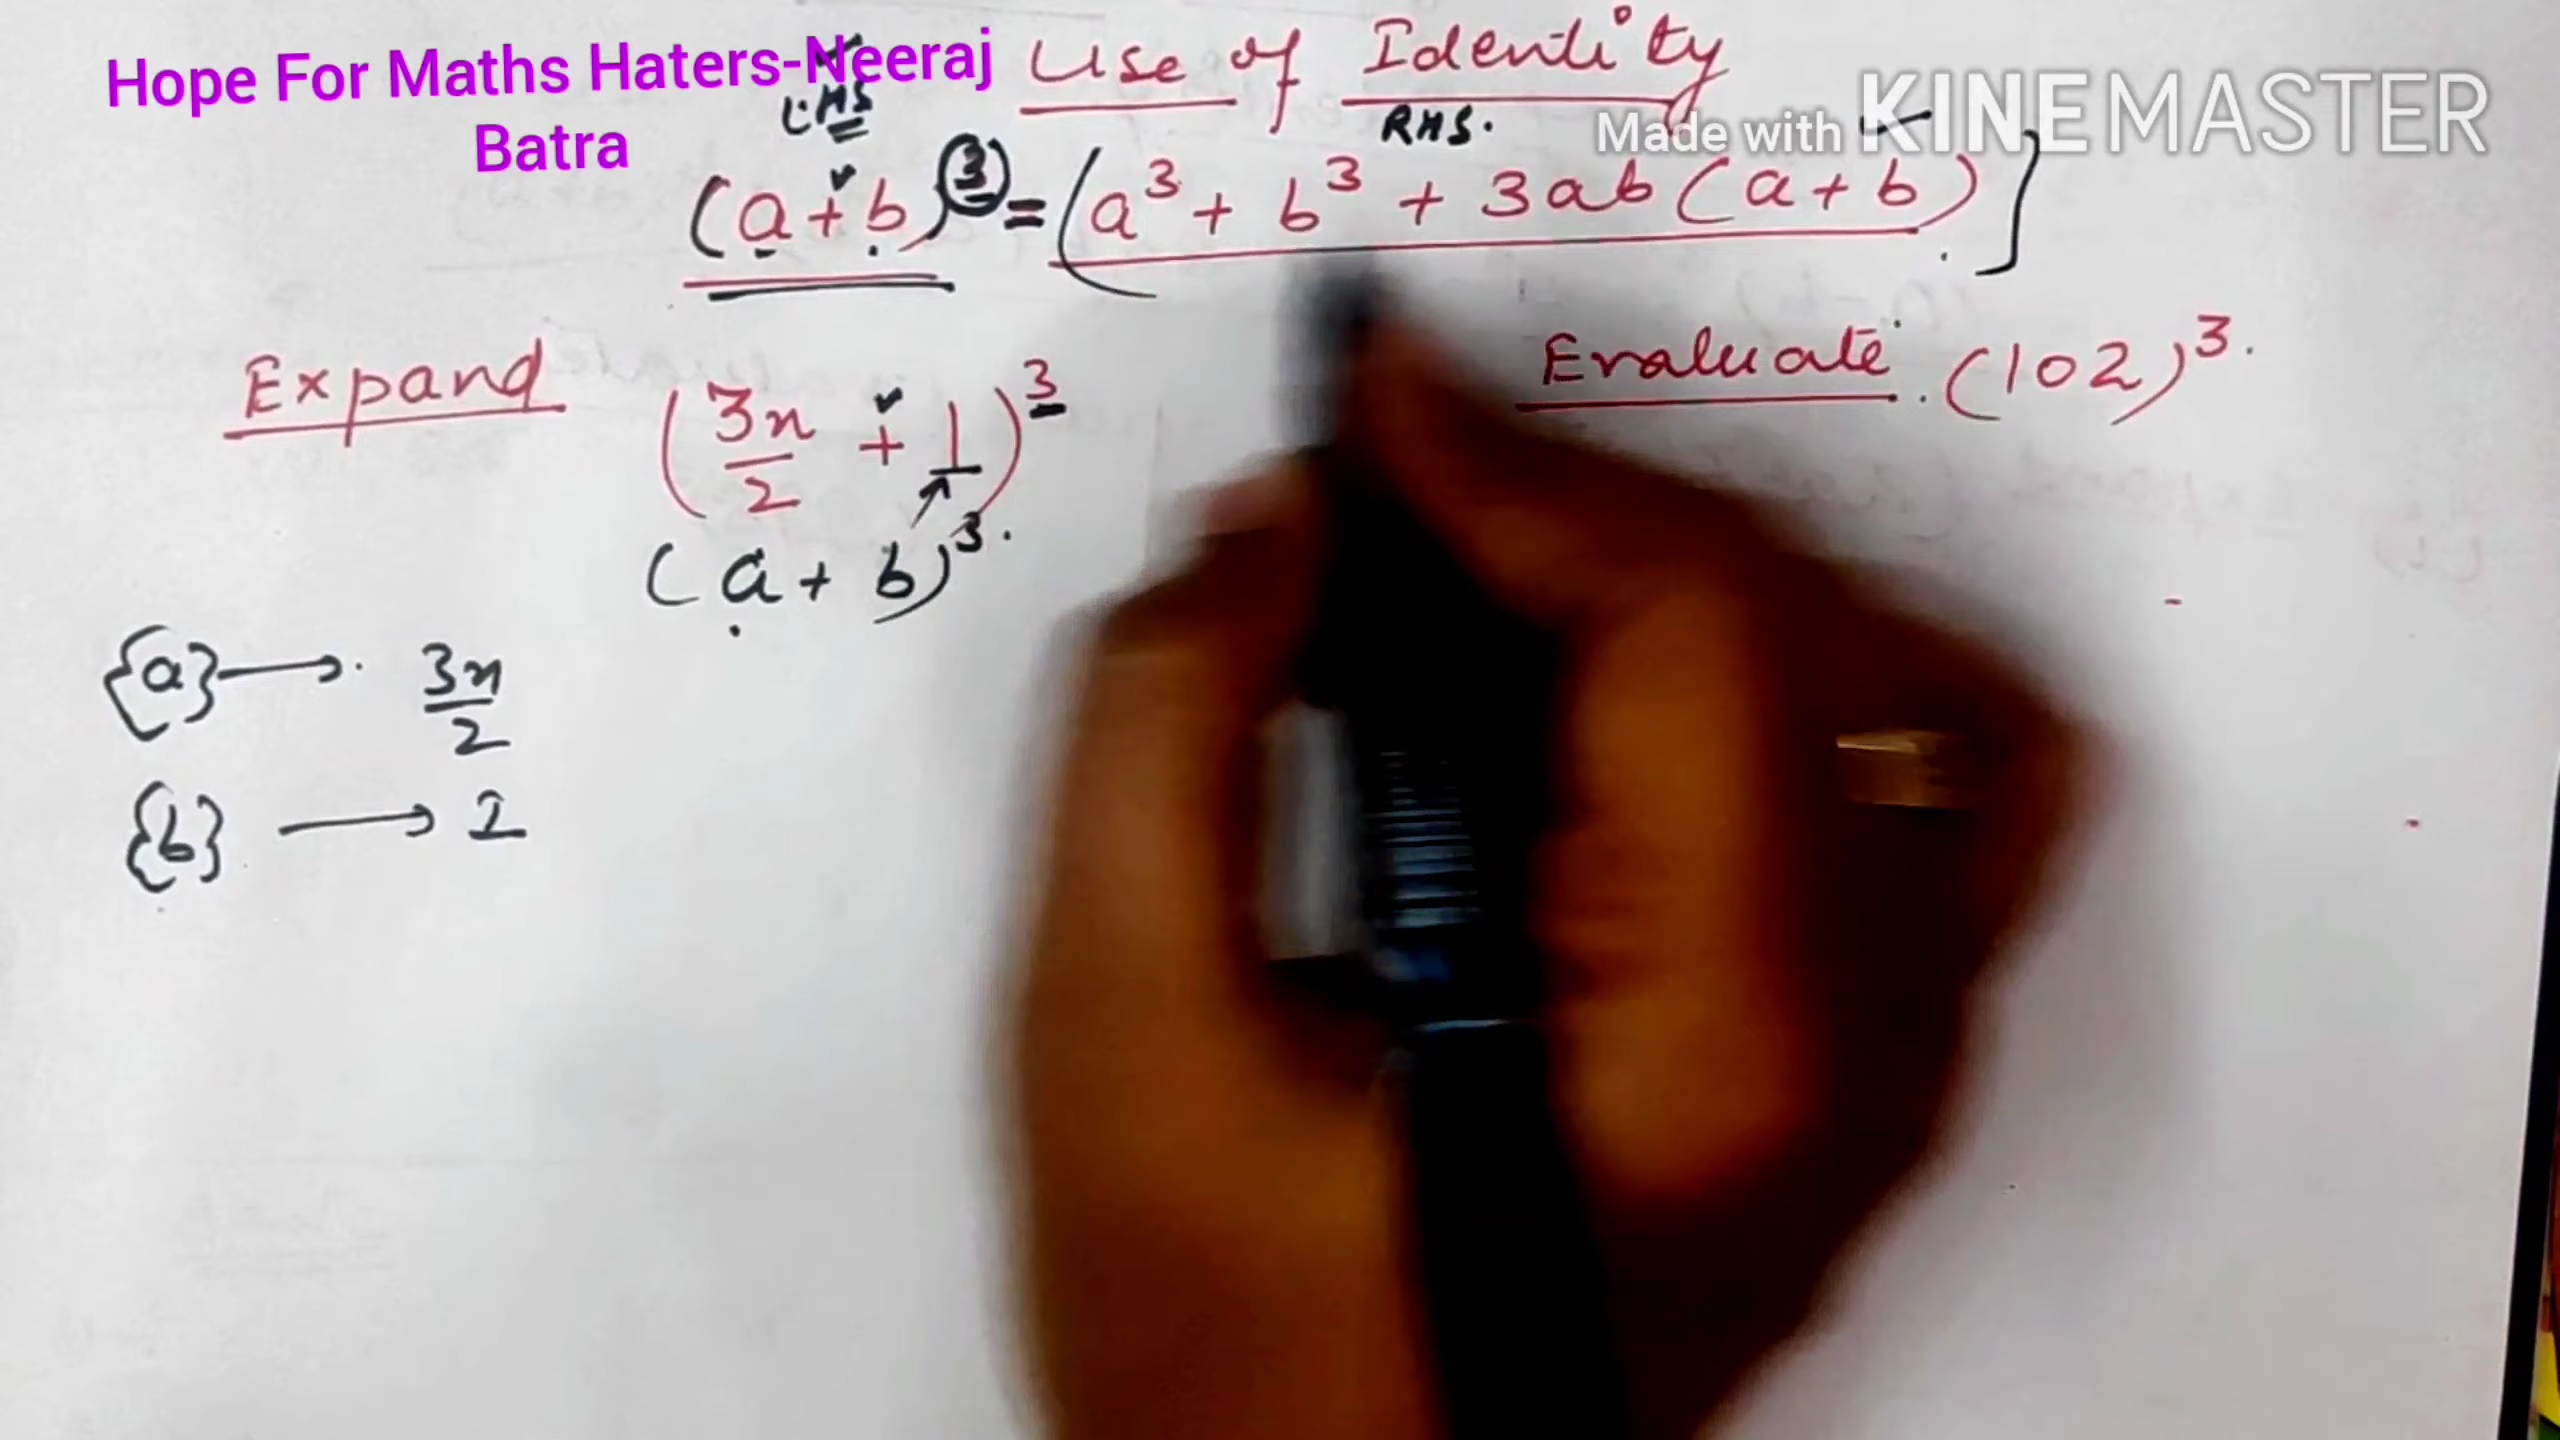 Hope For Maths Haters-Neeraj
Batra
Use of Identity
Made with KINEMASTER
LHS
RHS.
(a+b)³=(a³+b³+3ab(a+b)]
Expand (3x/2 + 1)³
Evaluate. (102)³.
(a+b)³.
{a}→. 3x/2
{b} → 1